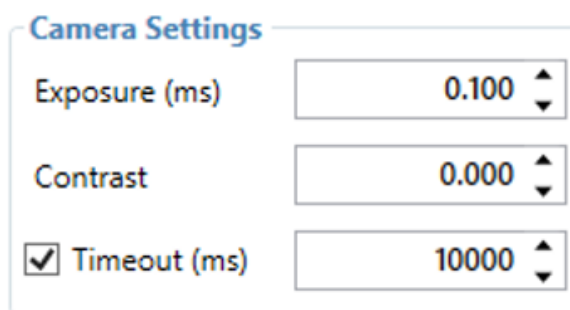 Camera Settings
Exposure (ms) 0.100
Contrast 0.000
Timeout (ms) 10000